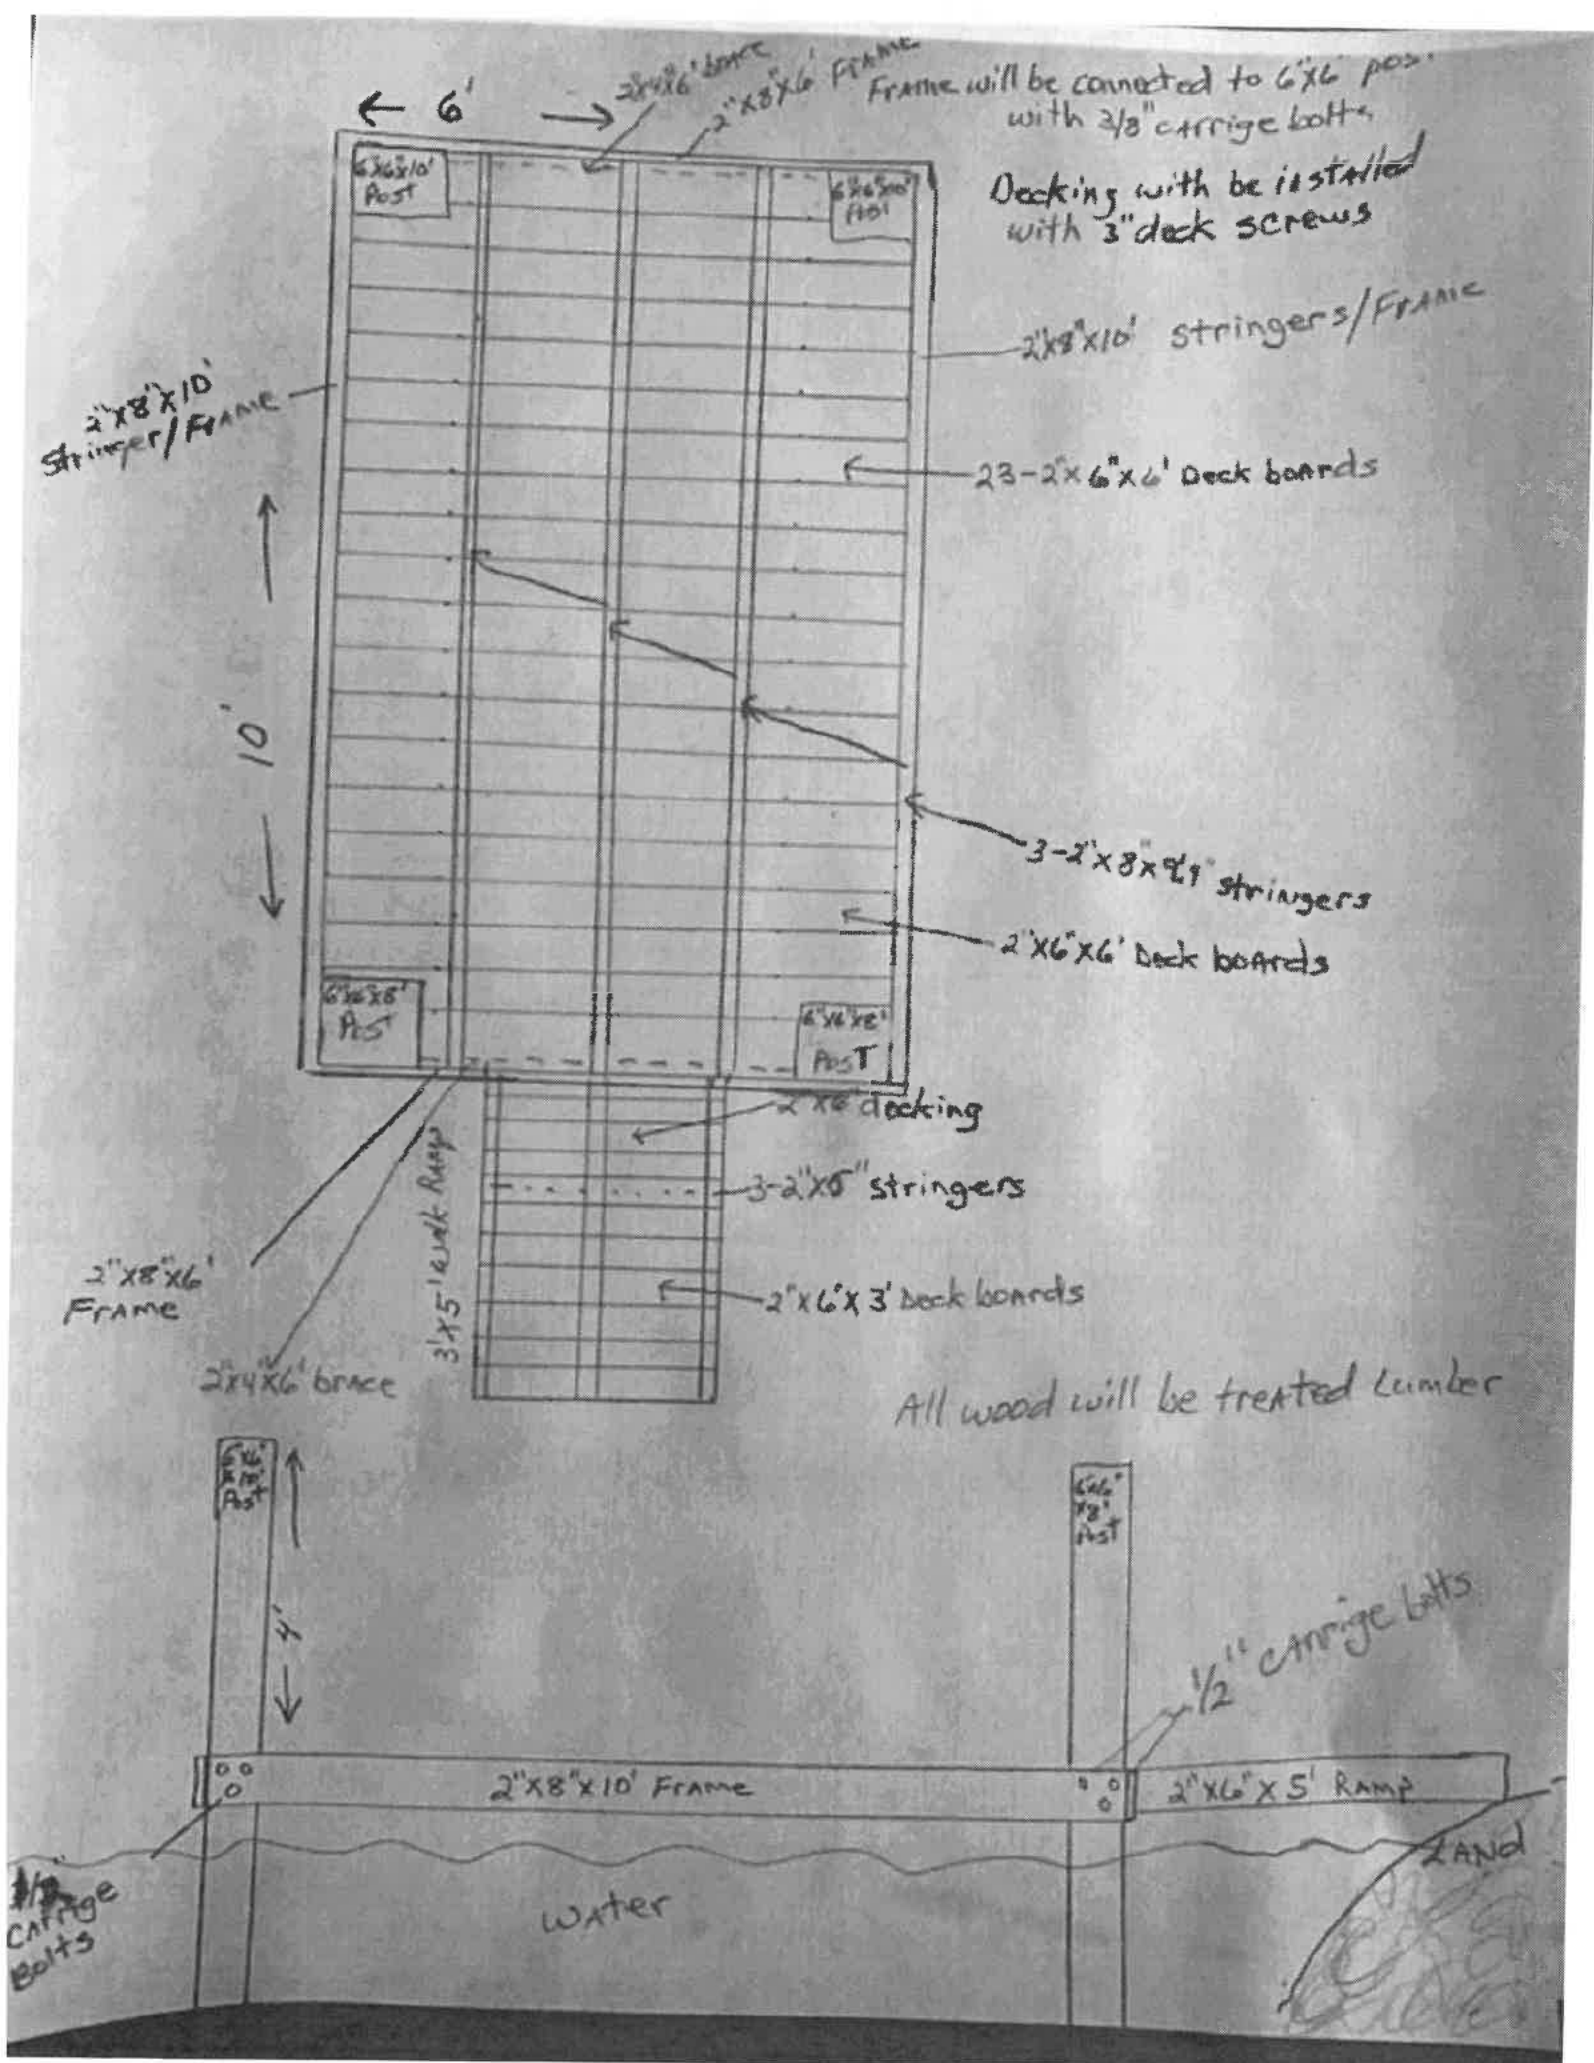 6'
2"x4"x6' brace
2"x8"x6' Frame
Frame will be connected to 6"x6" pos
with 3/8" carrige bolts
Decking with be installed
with 3" deck screws
6"x6"x10'
Post
6"x6"x10'
Post
2"x8"x10' Stringers/Frame
2"x8"x10'
Stringer/Frame
23-2"x6"x6' Deck boards
10'
3-2"x8"x stringers
2"x6"x6' Deck boards
6"x6"x8'
Post
6"x6"x8'
Post
2"x6" decking
3-2"x stringers
3'x5' Walk Ramp
2"x8"x6'
Frame
2"x6"x3' Deck boards
2"x4"x6' brace
All wood will be treated Lumber
6"x6"
Post
4'
6"x6"
x8'
Post
1/2" carrige bolts
2"x8"x10' Frame
2"x6"x5' Ramp
Land
Water
Carrige
Bolts